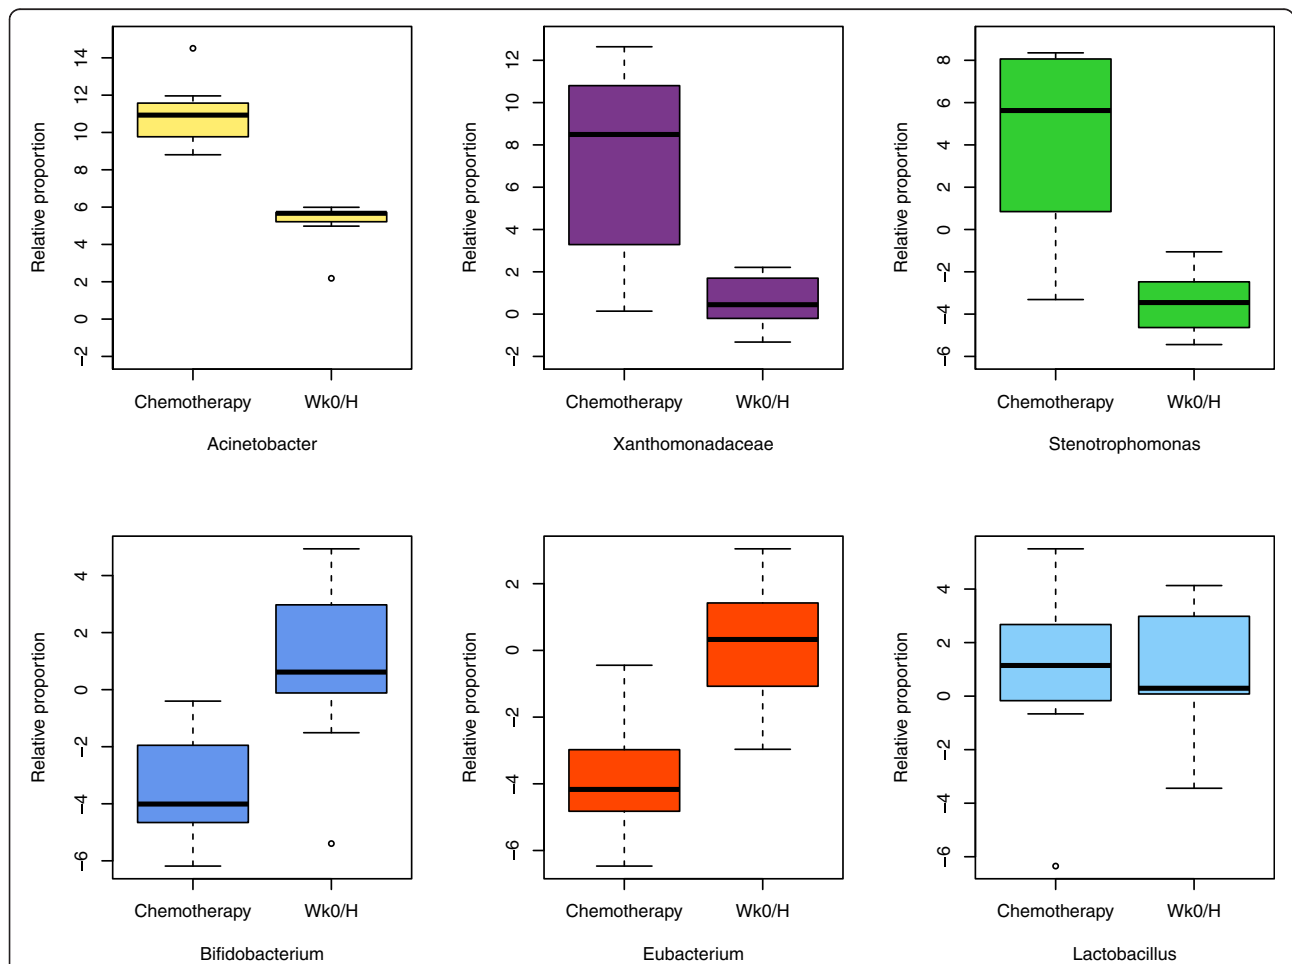 Relative proportion
14
12
10
8
6
4
2
0
−2
Chemotherapy Wk0/H
Acinetobacter
Relative proportion
12
10
8
6
4
2
0
−2
Chemotherapy Wk0/H
Xanthomonadaceae
Relative proportion
8
6
4
2
0
−2
−4
−6
Chemotherapy Wk0/H
Stenotrophomonas
Relative proportion
4
2
0
−2
−4
−6
Chemotherapy Wk0/H
Bifidobacterium
Relative proportion
2
0
−2
−4
−6
Chemotherapy Wk0/H
Eubacterium
Relative proportion
4
2
0
−2
−4
−6
Chemotherapy Wk0/H
Lactobacillus